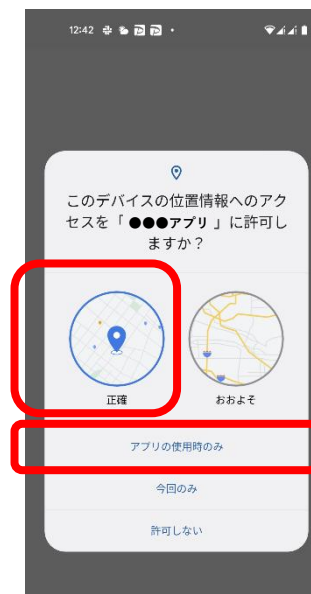 12:42
このデバイスの位置情報へのアク
セスを「 ●●●アプリ 」に許可し
ますか？
正確
おおよそ
アプリの使用時のみ
今回のみ
許可しない